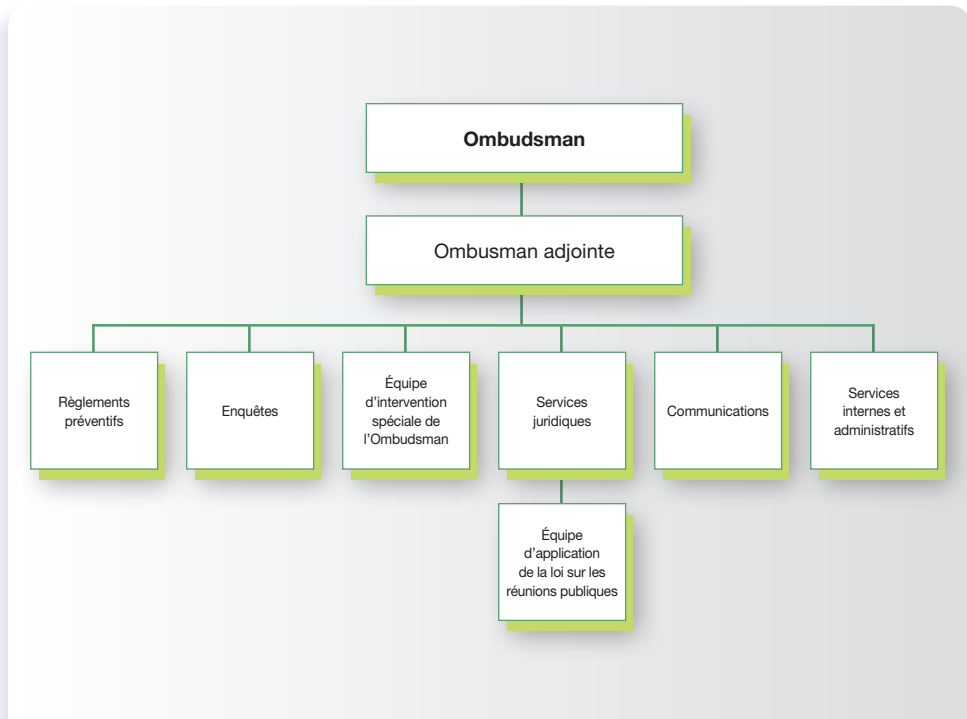 Ombudsman
Ombusman adjointe
Règlements
préventifs
Enquêtes
Équipe
d’intervention
spéciale de
l’Ombudsman
Services
juridiques
Communications
Services
internes et
administratifs
Équipe
d’application
de la loi sur les
réunions publiques